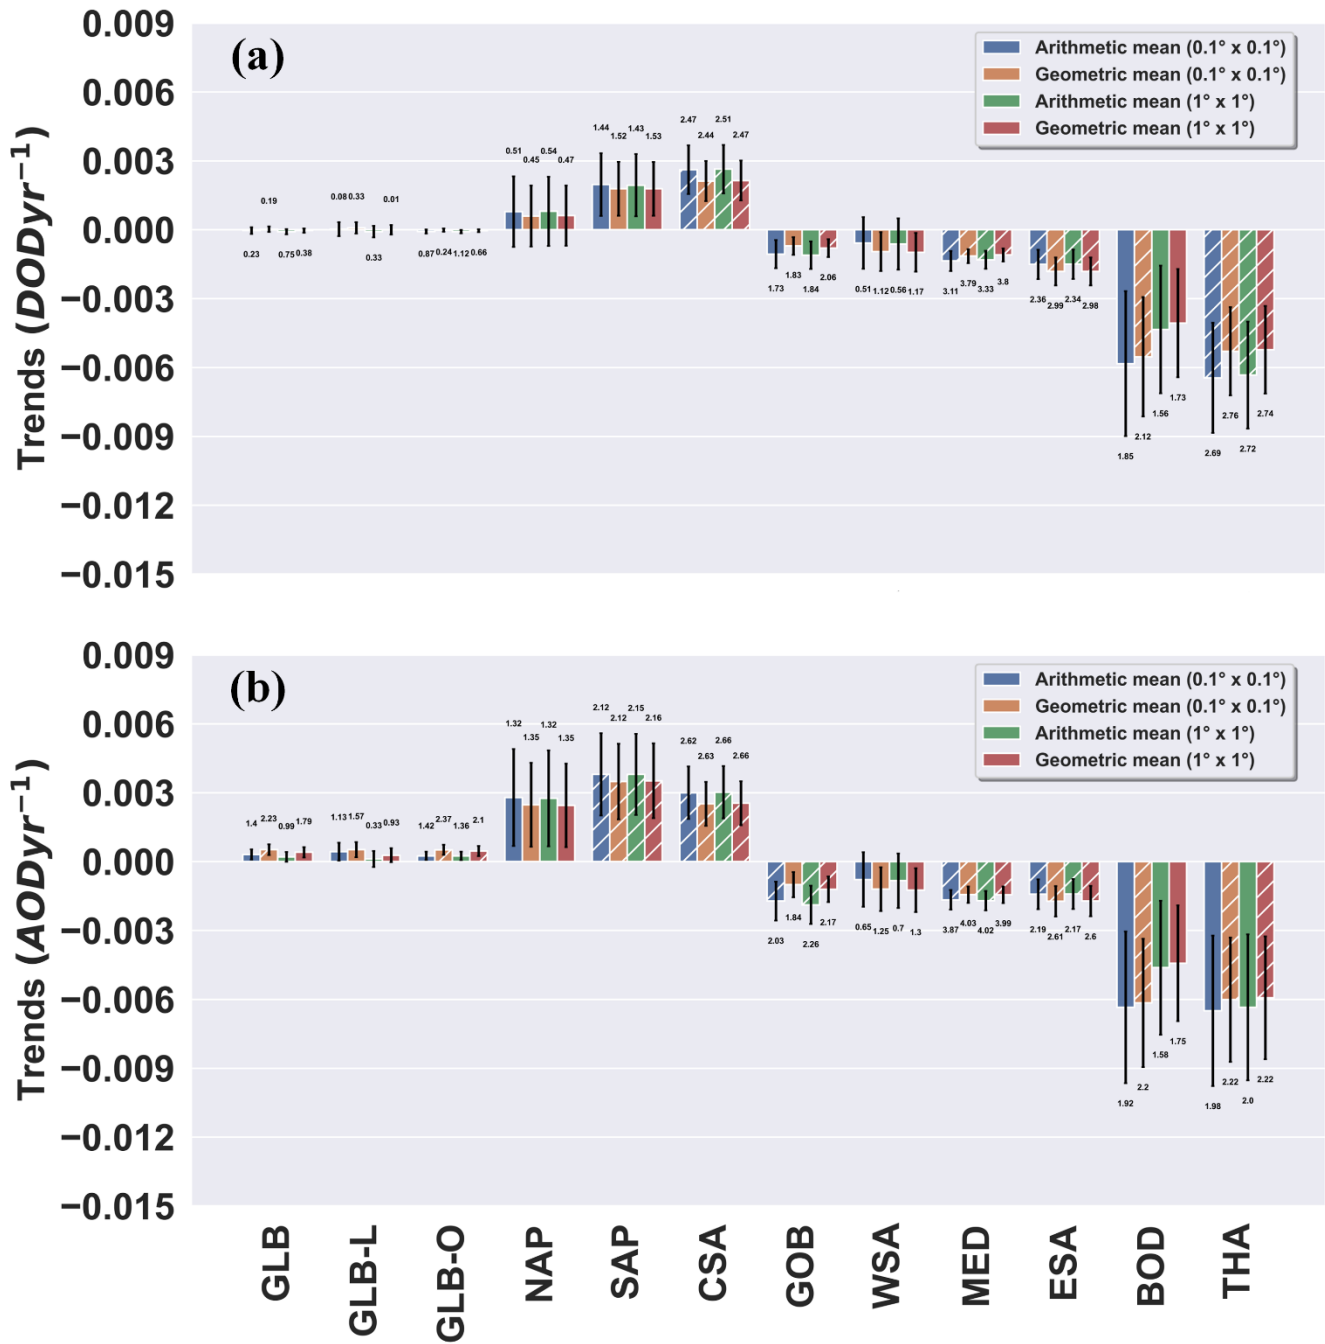 0.009
0.006
0.003
0.000
−0.003
−0.006
−0.009
−0.012
−0.015
Trends (DODyr⁻¹)
(a)
Arithmetic mean (0.1° x 0.1°)
Geometric mean (0.1° x 0.1°)
Arithmetic mean (1° x 1°)
Geometric mean (1° x 1°)
0.23 0.19 0.75 0.38
0.08 0.33 0.33 0.01
0.87 0.24 1.12 0.66
0.51 0.45 0.54 0.47
1.44 1.52 1.43 1.53
2.47 2.44 2.51 2.47
1.73 1.83 1.84 2.06
0.51 1.12 0.56 1.17
3.11 3.79 3.33 3.8
2.36 2.99 2.34 2.98
1.85 2.12 1.56 1.73
2.69 2.76 2.72 2.74
0.009
0.006
0.003
0.000
−0.003
−0.006
−0.009
−0.012
−0.015
Trends (AODyr⁻¹)
(b)
Arithmetic mean (0.1° x 0.1°)
Geometric mean (0.1° x 0.1°)
Arithmetic mean (1° x 1°)
Geometric mean (1° x 1°)
1.4 2.23 0.99 1.79
1.13 1.57 0.33 0.93
1.42 2.37 1.36 2.1
1.32 1.35 1.32 1.35
2.12 2.12 2.15 2.16
2.62 2.63 2.66 2.66
2.03 1.84 2.26 2.17
0.65 1.25 0.7 1.3
3.87 4.03 4.02 3.99
2.19 2.61 2.17 2.6
1.92 2.2 1.58 1.75
1.98 2.22 2.0 2.22
GLB
GLB-L
GLB-O
NAP
SAP
CSA
GOB
WSA
MED
ESA
BOD
THA